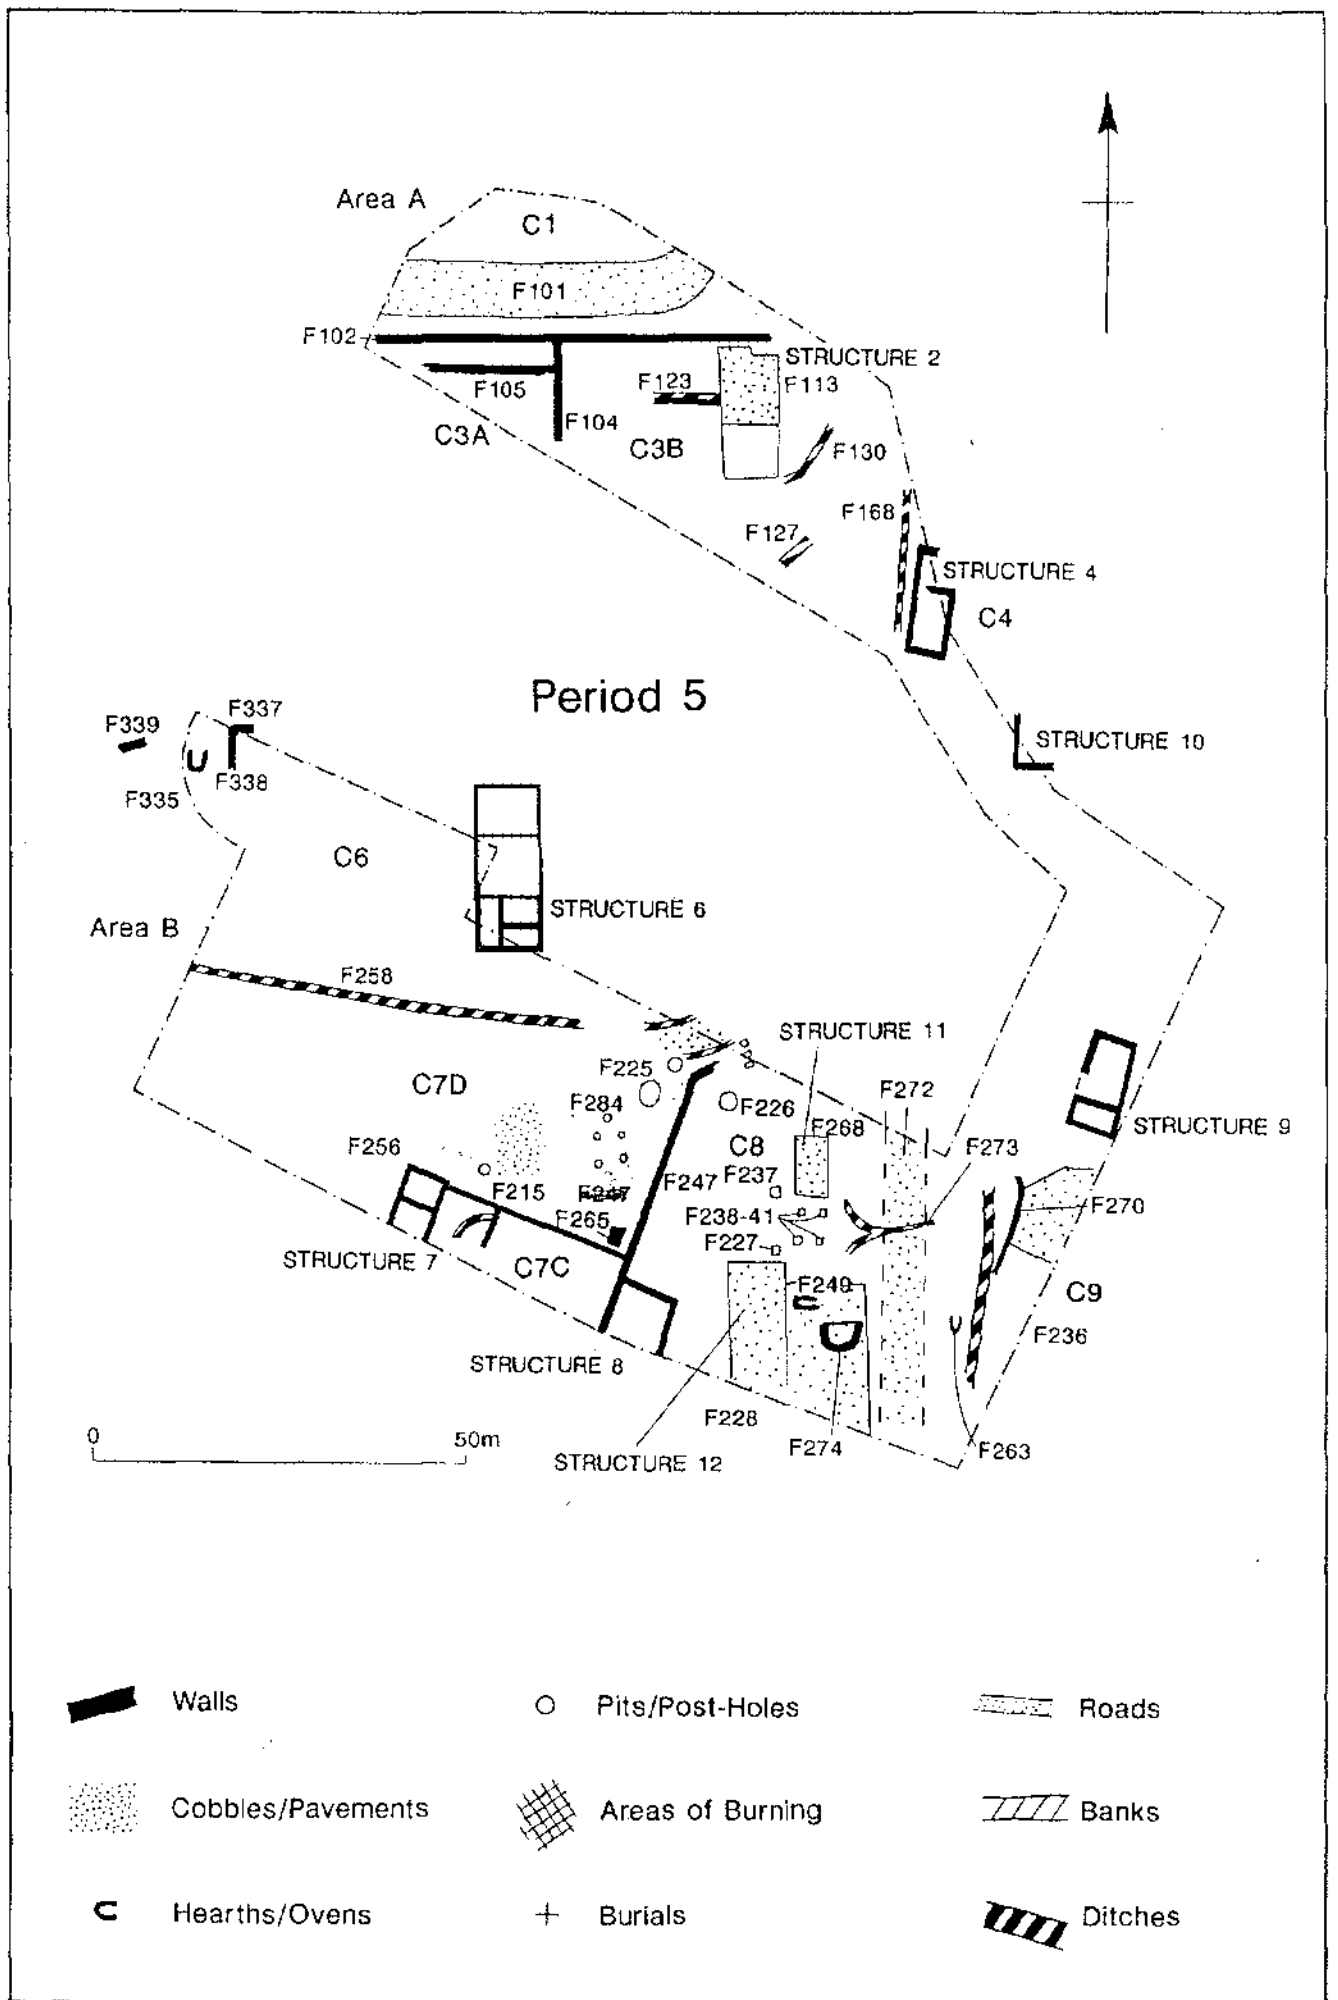 Area A
C1
F101
F102
STRUCTURE 2
F105
F123
F113
C3A
F104
C3B
F130
F168
F127
STRUCTURE 4
C4
Period 5
F339
F337
F338
F335
STRUCTURE 10
C6
Area B
STRUCTURE 6
F258
STRUCTURE 11
C7D
F225
F284
F226
F272
F268
C8
STRUCTURE 9
F273
F256
F215
F247
F247
F237
F270
F265
F238-41
F227
STRUCTURE 7
C7C
F249
C9
F236
STRUCTURE 8
F228
F274
F263
0
50m
STRUCTURE 12
Walls
Pits/Post-Holes
Roads
Cobbles/Pavements
Areas of Burning
Banks
Hearths/Ovens
Burials
Ditches